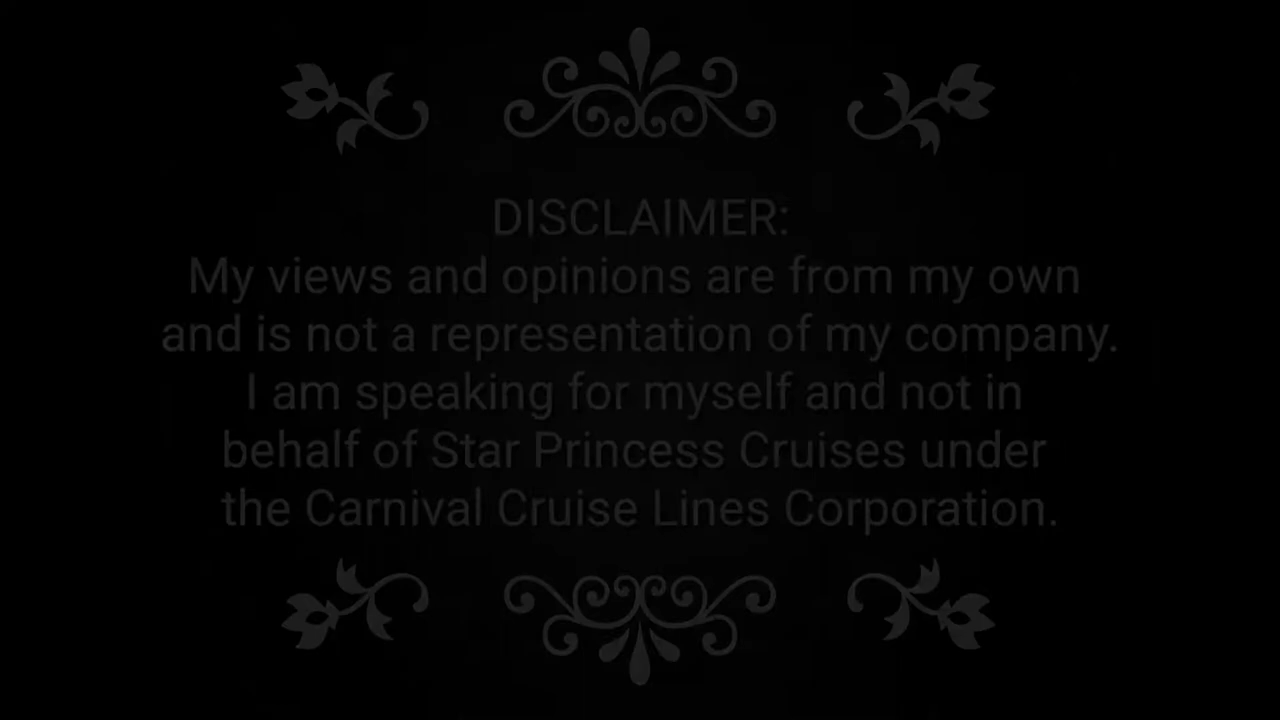 DISCLAIMER:
My views and opinions are from my own
and is not a representation of my company.
I am speaking for myself and not in
behalf of Star Princess Cruises under
the Carnival Cruise Lines Corporation.